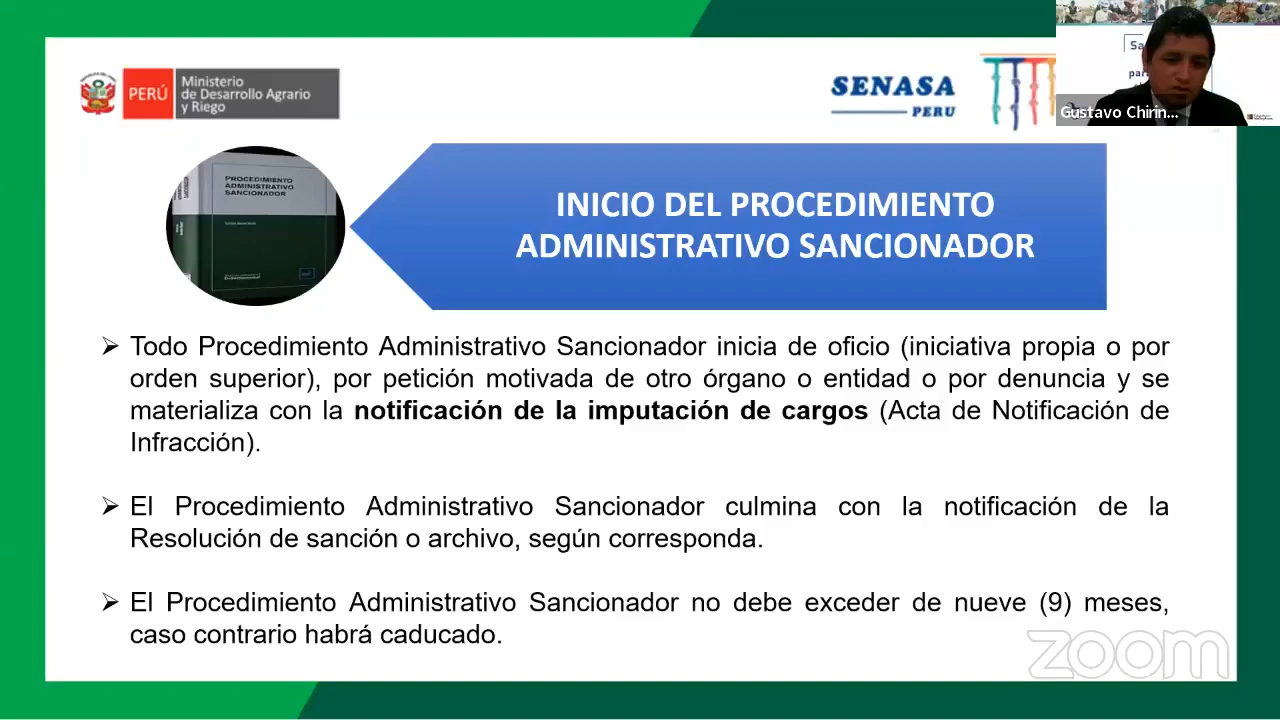 PERÚ
Ministerio
de Desarrollo Agrario
y Riego
SENASA
PERU
Gustavo Chirin...
PROCEDIMIENTO
ADMINISTRATIVO
SANCIONADOR
INICIO DEL PROCEDIMIENTO
ADMINISTRATIVO SANCIONADOR
➢ Todo Procedimiento Administrativo Sancionador inicia de oficio (iniciativa propia o por
orden superior), por petición motivada de otro órgano o entidad o por denuncia y se
materializa con la notificación de la imputación de cargos (Acta de Notificación de
Infracción).
➢ El Procedimiento Administrativo Sancionador culmina con la notificación de la
Resolución de sanción o archivo, según corresponda.
➢ El Procedimiento Administrativo Sancionador no debe exceder de nueve (9) meses,
caso contrario habrá caducado.
zoom